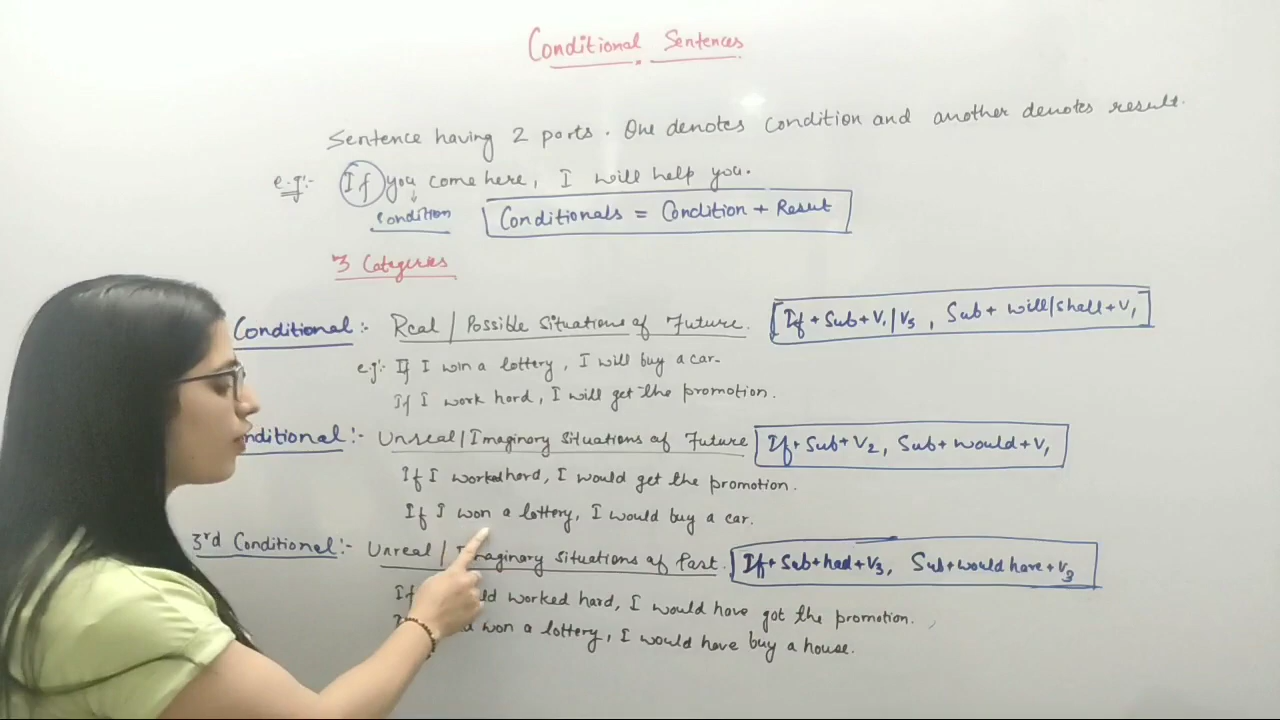 Conditional Sentences
Sentence having 2 parts. One denotes condition and another denotes result.
e.g:- If you come here, I will help you.
condition
Conditionals = Condition + Result
3 Categories
Conditional:- Real / Possible Situations of Future. [If + Sub + V1/V5, Sub + will/shall + V1]
e.g:- If I win a lottery, I will buy a car.
If I work hard, I will get the promotion.
nditional:- Unreal / Imaginary Situations of Future If + Sub + V2, Sub + would + V1
If I worked hard, I would get the promotion.
If I won a lottery, I would buy a car.
3rd Conditional:- Unreal / Imaginary Situations of Past. If + Sub + had + V3, Sub + would have + V3
If worked hard, I would have got the promotion.
won a lottery, I would have buy a house.